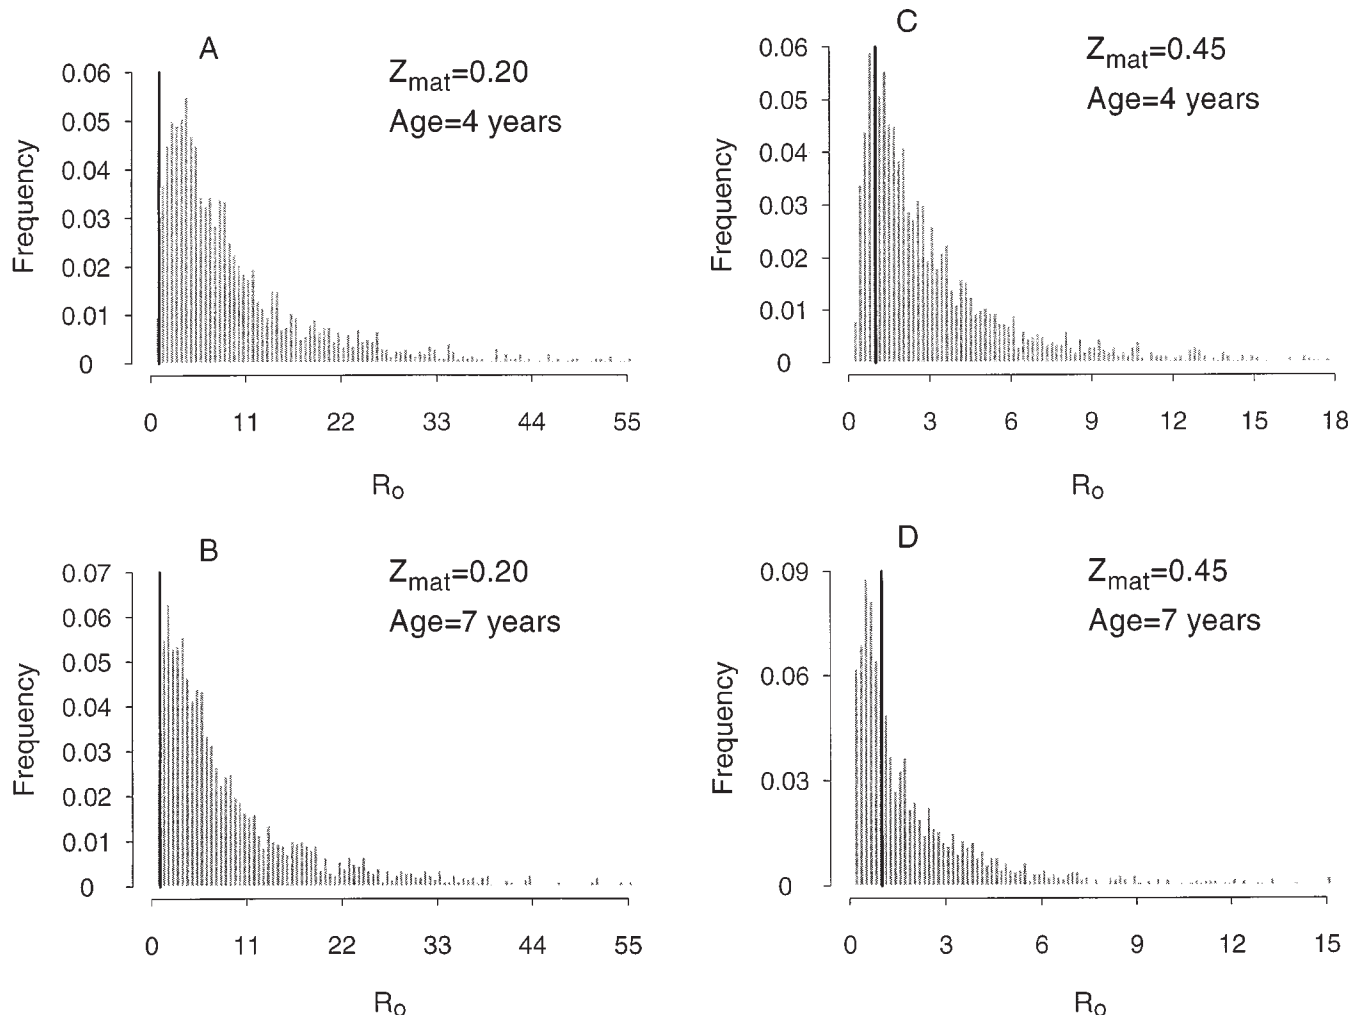 A
Z_mat=0.20
Age=4 years
Frequency
0.06
0.05
0.04
0.03
0.02
0.01
0
0 11 22 33 44 55
R_o
C
Z_mat=0.45
Age=4 years
Frequency
0.06
0.05
0.04
0.03
0.02
0.01
0
0 3 6 9 12 15 18
R_o
B
Z_mat=0.20
Age=7 years
Frequency
0.07
0.06
0.05
0.04
0.03
0.02
0.01
0
0 11 22 33 44 55
R_o
D
Z_mat=0.45
Age=7 years
Frequency
0.09
0.06
0.03
0
0 3 6 9 12 15
R_o